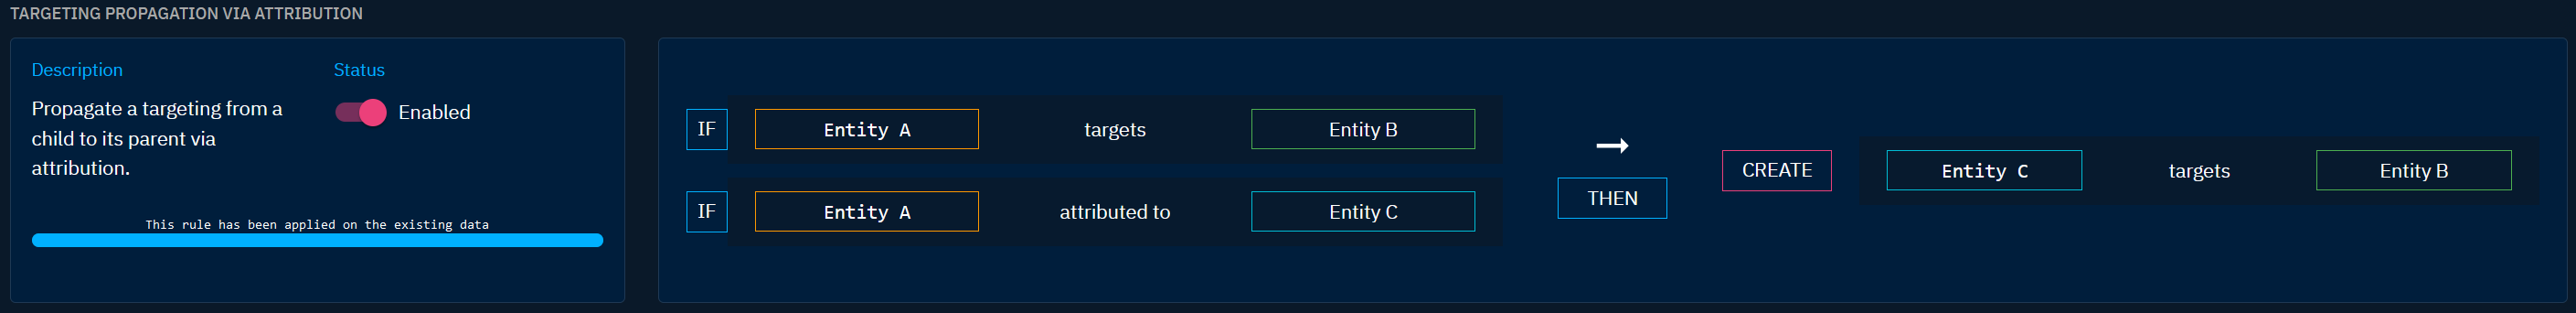 TARGETING PROPAGATION VIA ATTRIBUTION
Description
Status
Propagate a targeting from a
child to its parent via
attribution.
Enabled
This rule has been applied on the existing data
IF
Entity A
targets
Entity B
IF
Entity A
attributed to
Entity C
THEN
CREATE
Entity C
targets
Entity B